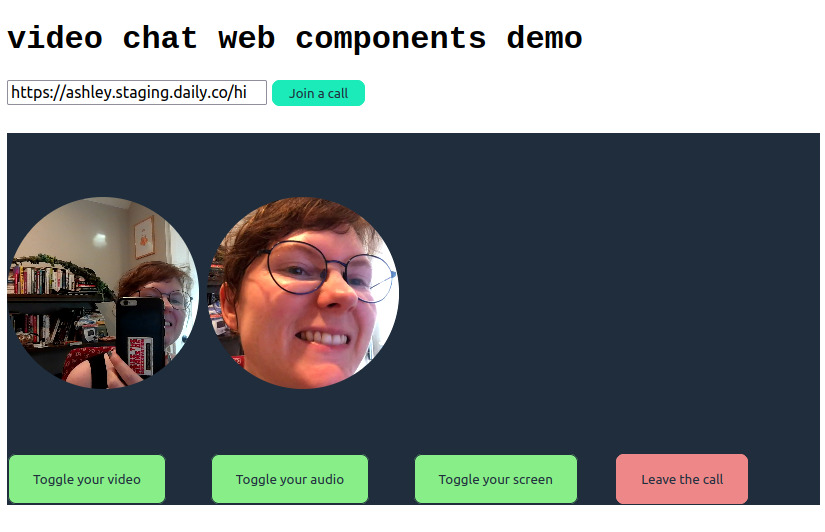 video chat web components demo
https://ashley.staging.daily.co/hi Join a call
Toggle your video Toggle your audio Toggle your screen Leave the call